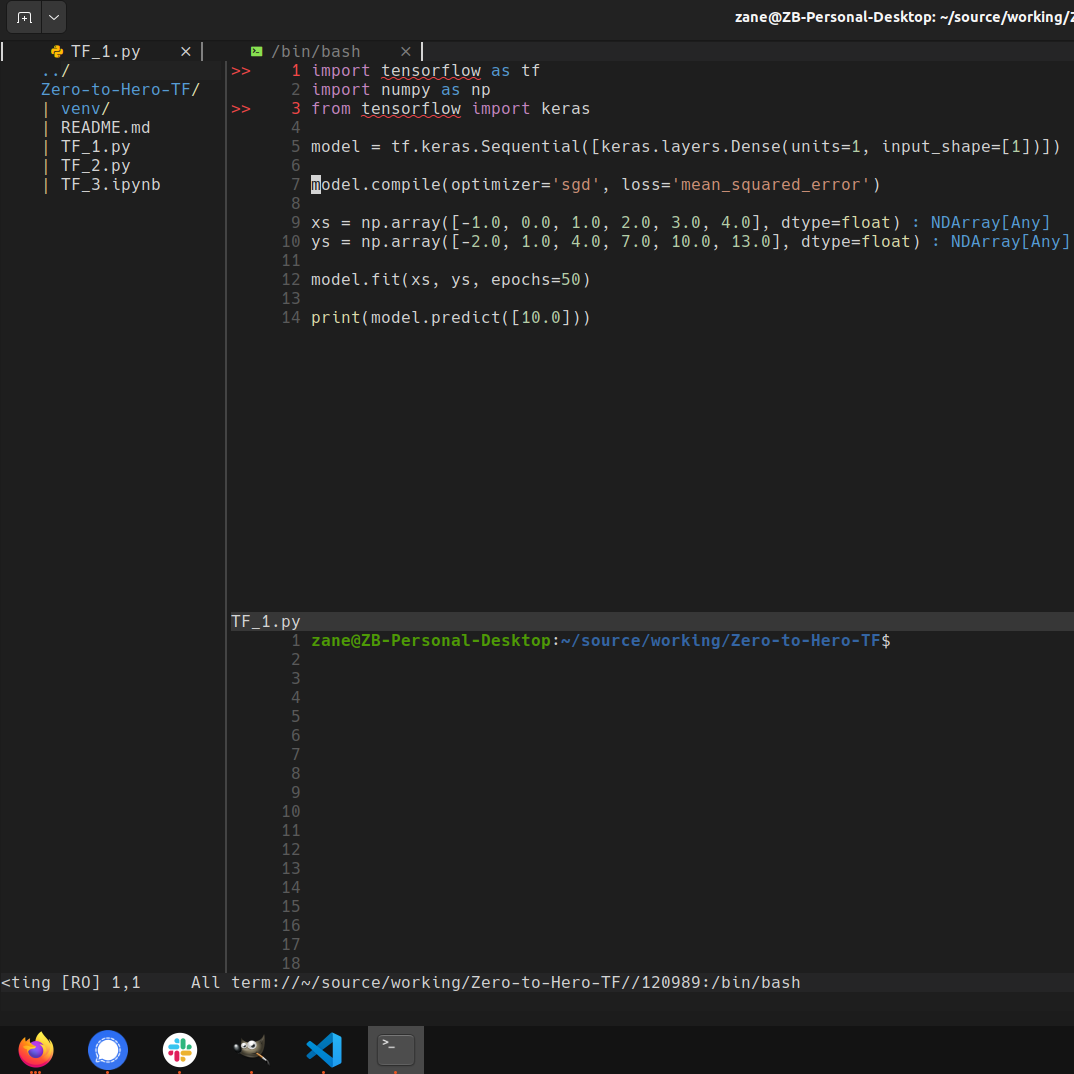 zane@ZB-Personal-Desktop: ~/source/working/
TF_1.py × /bin/bash ×
../
Zero-to-Hero-TF/
| venv/
| README.md
| TF_1.py
| TF_2.py
| TF_3.ipynb
>> 1 import tensorflow as tf
2 import numpy as np
>> 3 from tensorflow import keras
4
5 model = tf.keras.Sequential([keras.layers.Dense(units=1, input_shape=[1])])
6
7 model.compile(optimizer='sgd', loss='mean_squared_error')
8
9 xs = np.array([-1.0, 0.0, 1.0, 2.0, 3.0, 4.0], dtype=float) : NDArray[Any]
10 ys = np.array([-2.0, 1.0, 4.0, 7.0, 10.0, 13.0], dtype=float) : NDArray[Any]
11
12 model.fit(xs, ys, epochs=50)
13
14 print(model.predict([10.0]))
TF_1.py
1 zane@ZB-Personal-Desktop:~/source/working/Zero-to-Hero-TF$
2
3
4
5
6
7
8
9
10
11
12
13
14
15
16
17
18
<ting [RO] 1,1 All term://~/source/working/Zero-to-Hero-TF//120989:/bin/bash
>_